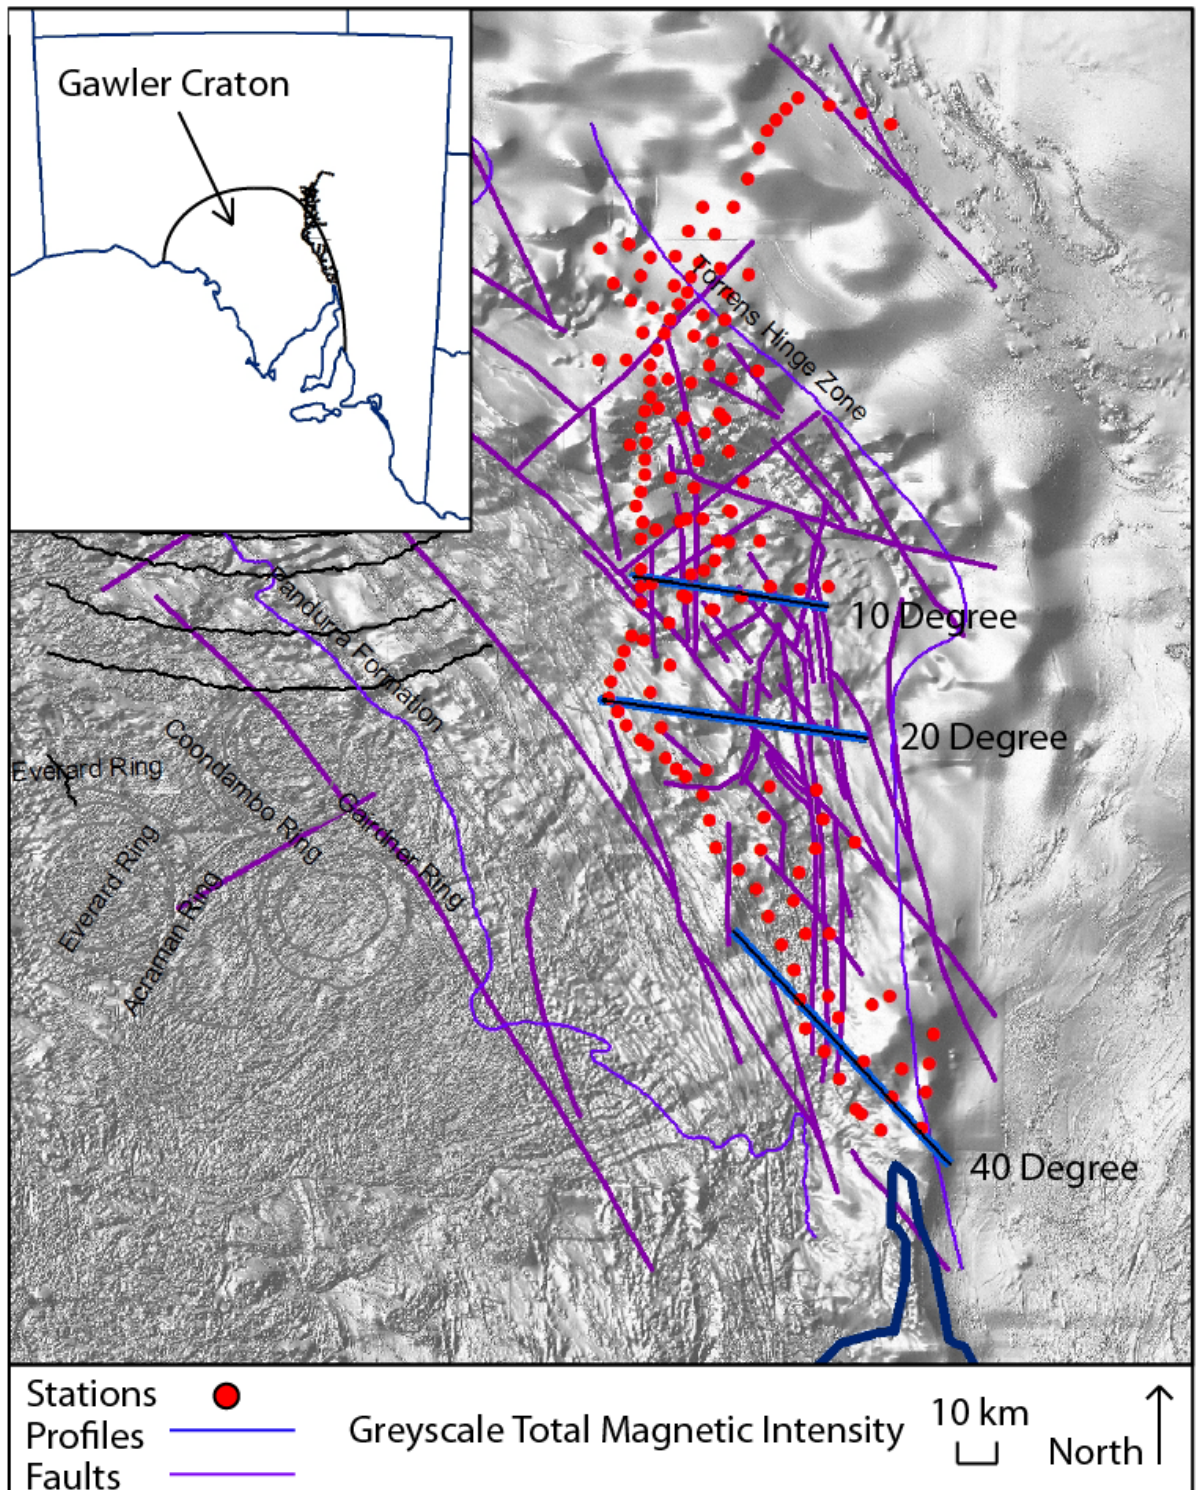 Gawler Craton
Torrens Hinge Zone
10 Degree
Pandurra Formation
20 Degree
Coondambo Ring
Everard Ring
Gairdner Ring
Everard Ring
Acraman Ring
40 Degree
Stations
Profiles
Faults
Greyscale Total Magnetic Intensity
10 km
North